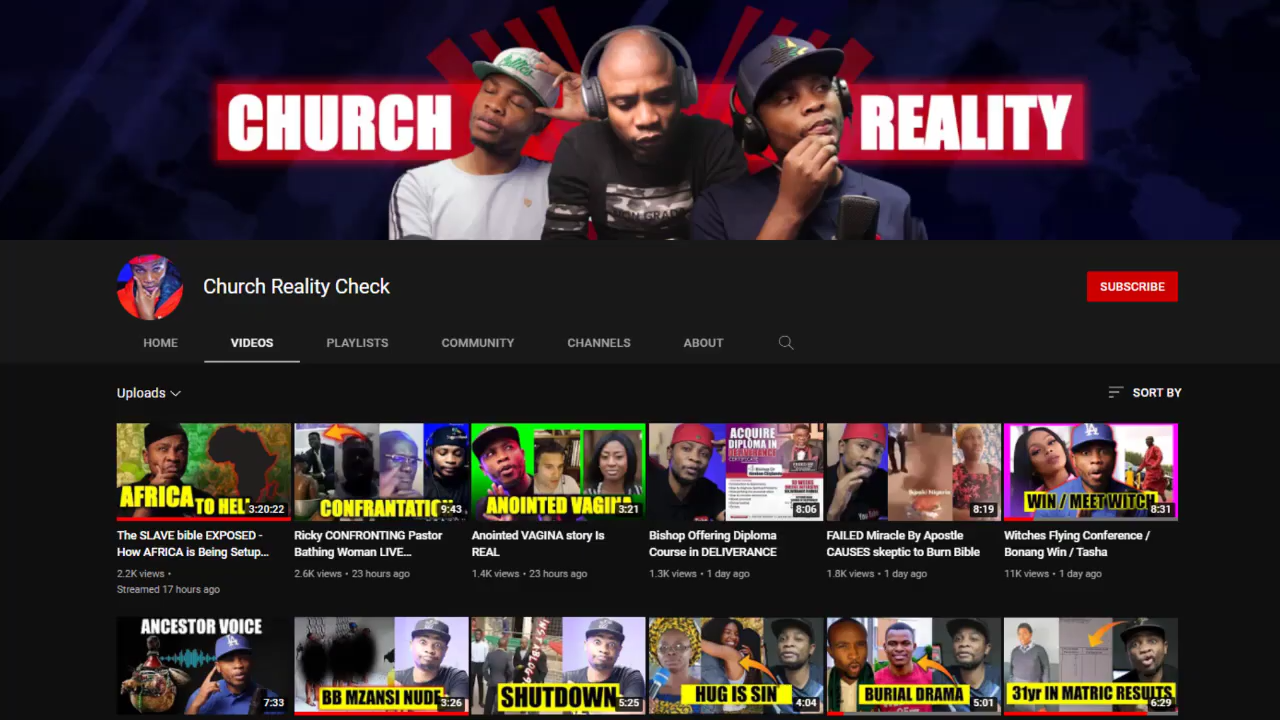 CHURCH REALITY
Church Reality Check
SUBSCRIBE
HOME VIDEOS PLAYLISTS COMMUNITY CHANNELS ABOUT
Uploads
SORT BY
AFRICA TO HEL
3:20:22
CONFRANTATIC
9:43
ANOINTED VAGIN
3:21
ACQUIRE
DIPLOMA IN
DELIVERANCE
8:06
8:19
WIN / MEET WITCH
8:31
The SLAVE bible EXPOSED -
How AFRICA is Being Setup...
2.2K views •
Streamed 17 hours ago
Ricky CONFRONTING Pastor
Bathing Woman LIVE...
2.6K views • 23 hours ago
Anointed VAGINA story Is
REAL
1.4K views • 23 hours ago
Bishop Offering Diploma
Course in DELIVERANCE
1.3K views • 1 day ago
FAILED Miracle By Apostle
CAUSES skeptic to Burn Bible
1.8K views • 1 day ago
Witches Flying Conference /
Bonang Win / Tasha
11K views • 1 day ago
ANCESTOR VOICE
7:33
BB MZANSI NUDE
3:26
SHUTDOWN
5:25
HUG IS SIN
4:04
BURIAL DRAMA
5:01
31yr IN MATRIC RESULTS
6:29